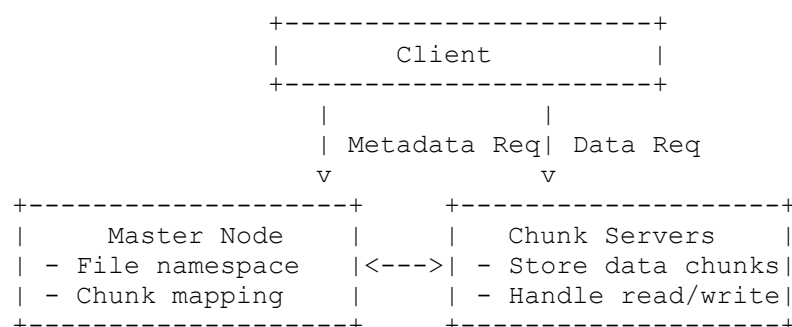 Client
Metadata Req Data Req
Master Node Chunk Servers
- File namespace - Store data chunks
- Chunk mapping - Handle read/write